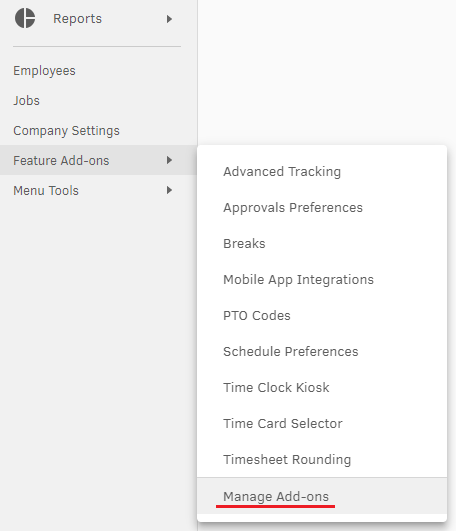 Reports
Employees
Jobs
Company Settings
Feature Add-ons
Menu Tools
Advanced Tracking
Approvals Preferences
Breaks
Mobile App Integrations
PTO Codes
Schedule Preferences
Time Clock Kiosk
Time Card Selector
Timesheet Rounding
Manage Add-ons